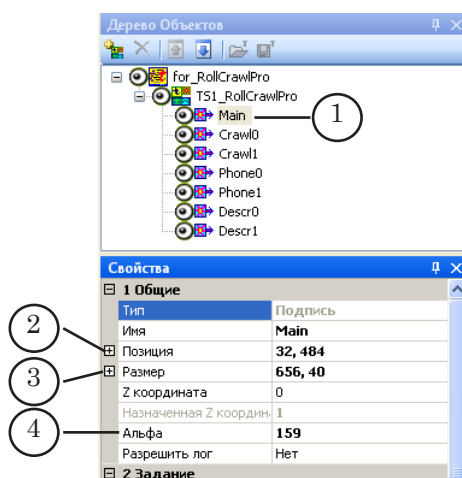 Дерево Объектов
for_RollCrawlPro
TS1_RollCrawlPro
Main
1
Crawl0
Crawl1
Phone0
Phone1
Descr0
Descr1
Свойства
1 Общие
Тип Подпись
2
Имя Main
Позиция 32, 484
3
Размер 656, 40
Z координата 0
Назначенная Z координ 1
4
Альфа 159
Разрешить лог Нет
2 Задание